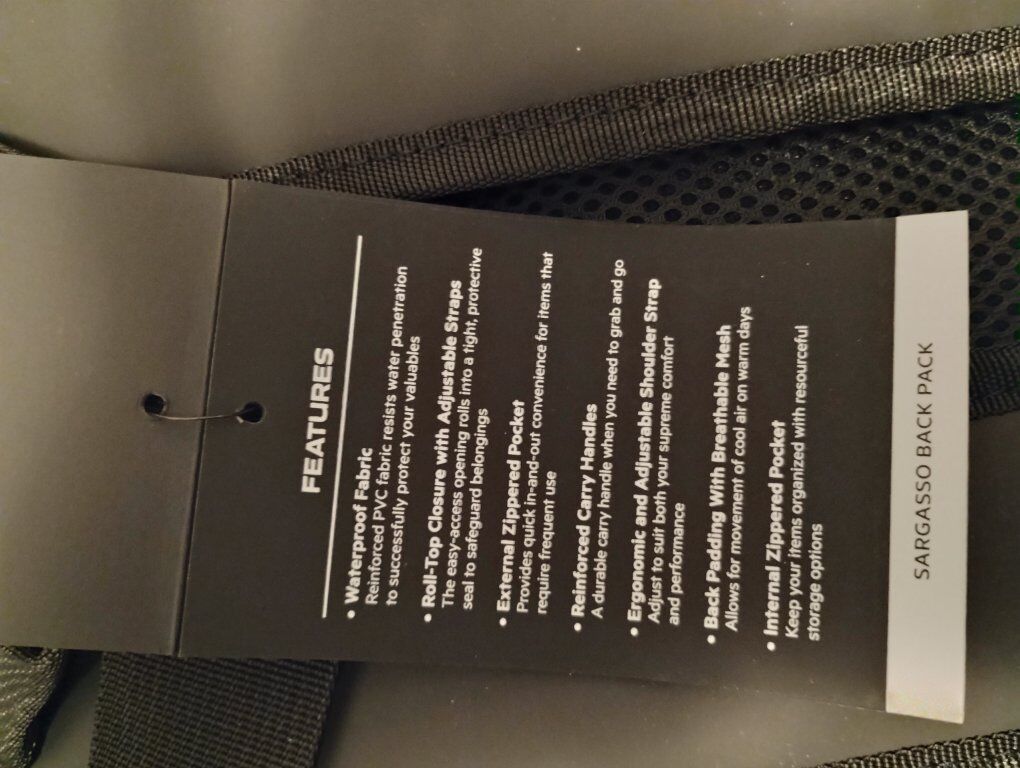 FEATURES
• Waterproof Fabric
Reinforced PVC fabric resists water penetration
to successfully protect your valuables
• Roll-Top Closure with Adjustable Straps
The easy-access opening rolls into a tight, protective
seal to safeguard belongings
• External Zippered Pocket
Provides quick in-and-out convenience for items that
require frequent use
• Reinforced Carry Handles
A durable carry handle when you need to grab and go
• Ergonomic and Adjustable Shoulder Strap
Adjust to suit both your supreme comfort
and performance
• Back Padding With Breathable Mesh
Allows for movement of cool air on warm days
• Internal Zippered Pocket
Keep your items organized with resourceful
storage options
SARGASSO BACK PACK